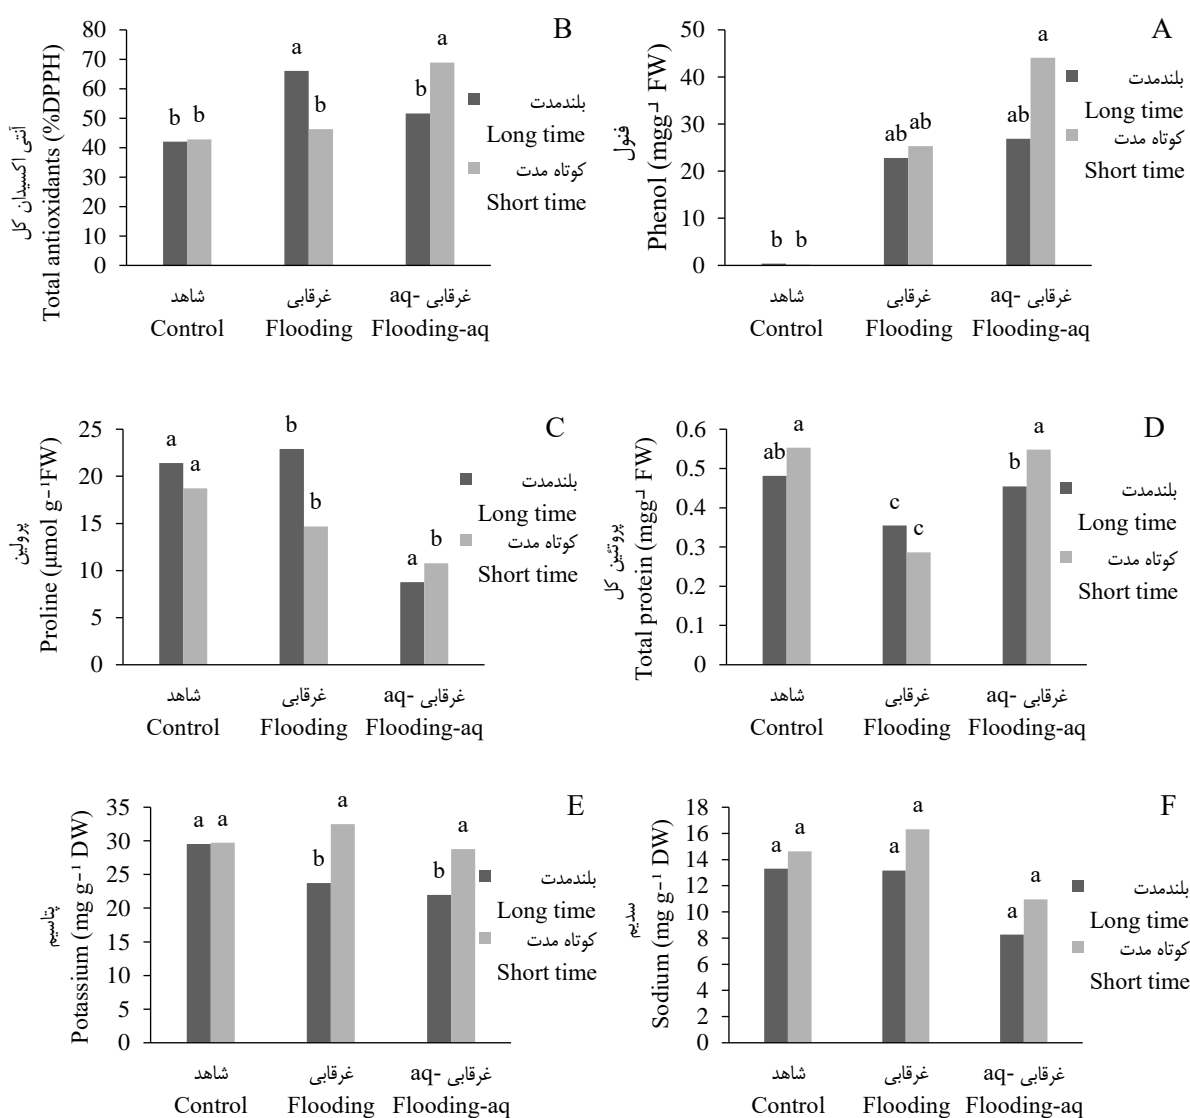 B
آنتی اکسیدان کل
Total antioxidants (%DPPH)
80
70
60
50
40
30
20
10
0
b b
a
b
b
a
بلندمدت
Long time
کوتاه مدت
Short time
شاهد
Control
غرقابی
Flooding
غرقابی -aq
Flooding-aq
A
فنول
Phenol (mgg⁻¹ FW)
50
40
30
20
10
0
b b
ab ab
ab
a
بلندمدت
Long time
کوتاه مدت
Short time
شاهد
Control
غرقابی
Flooding
غرقابی -aq
Flooding-aq
C
پرولین
Proline (µmol g⁻¹FW)
25
20
15
10
5
0
a
a
b
b
a
b
بلندمدت
Long time
کوتاه مدت
Short time
شاهد
Control
غرقابی
Flooding
غرقابی -aq
Flooding-aq
D
پروتئین کل
Total protein (mgg⁻¹ FW)
0.6
0.5
0.4
0.3
0.2
0.1
0
ab
a
c
c
b
a
بلندمدت
Long time
کوتاه مدت
Short time
شاهد
Control
غرقابی
Flooding
غرقابی -aq
Flooding-aq
E
پتاسیم
Potassium (mg g⁻¹ DW)
35
30
25
20
15
10
5
0
a a
b
a
b
a
بلندمدت
Long time
کوتاه مدت
Short time
شاهد
Control
غرقابی
Flooding
غرقابی -aq
Flooding-aq
F
سدیم
Sodium (mg g⁻¹ DW)
18
16
14
12
10
8
6
4
2
0
a
a
a
a
a
a
بلندمدت
Long time
کوتاه مدت
Short time
شاهد
Control
غرقابی
Flooding
غرقابی -aq
Flooding-aq